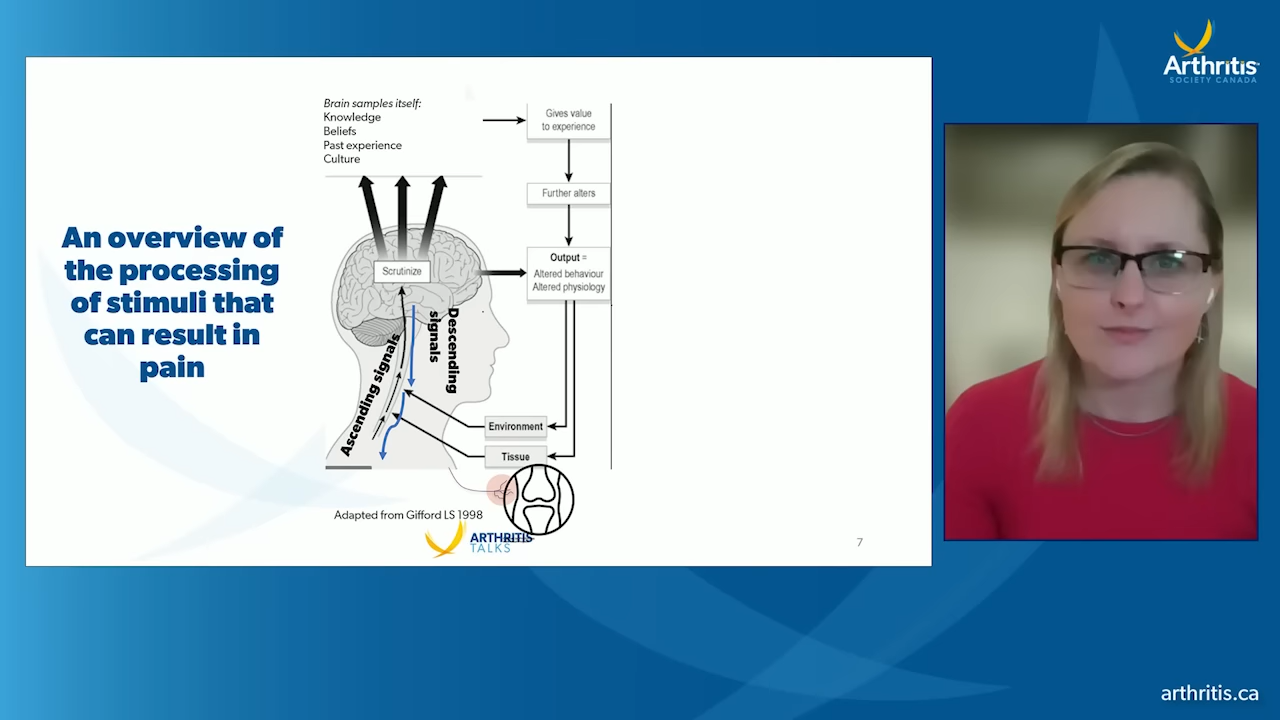 Arthritis
SOCIETY CANADA
An overview of
the processing
of stimuli that
can result in
pain
Brain samples itself:
Knowledge
Beliefs
Past experience
Culture
Gives value
to experience
Further alters
Output =
Altered behaviour
Altered physiology
Scrutinize
Ascending signals
Descending
signals
Environment
Tissue
Adapted from Gifford LS 1998
ARTHRITIS
TALKS
7
arthritis.ca